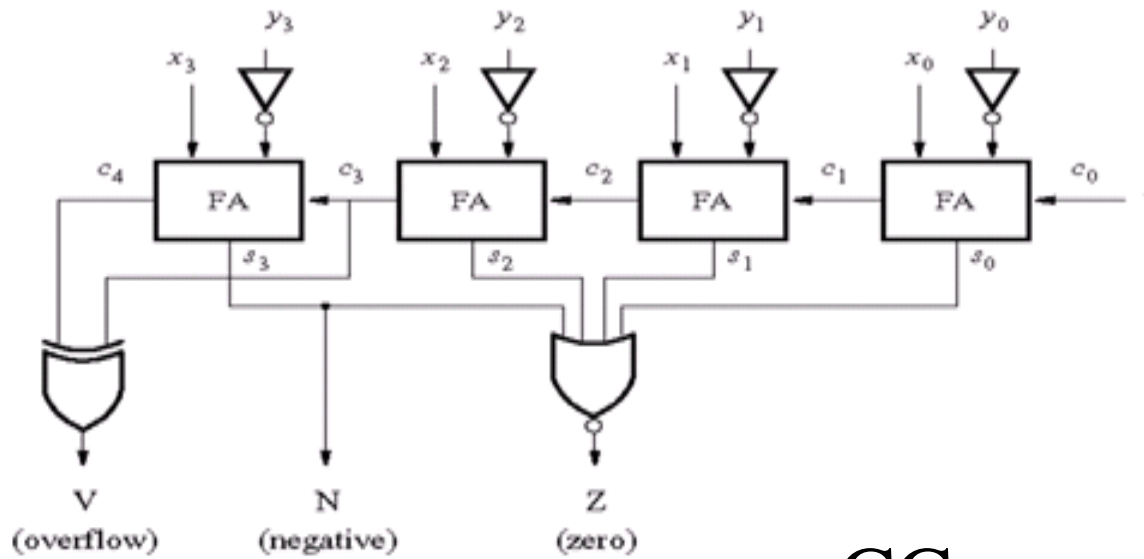 y3 y2 y1 y0
x3 x2 x1 x0
c4 c3 c2 c1 c0
FA FA FA FA
s3 s2 s1 s0
V N Z
(overflow) (negative) (zero)